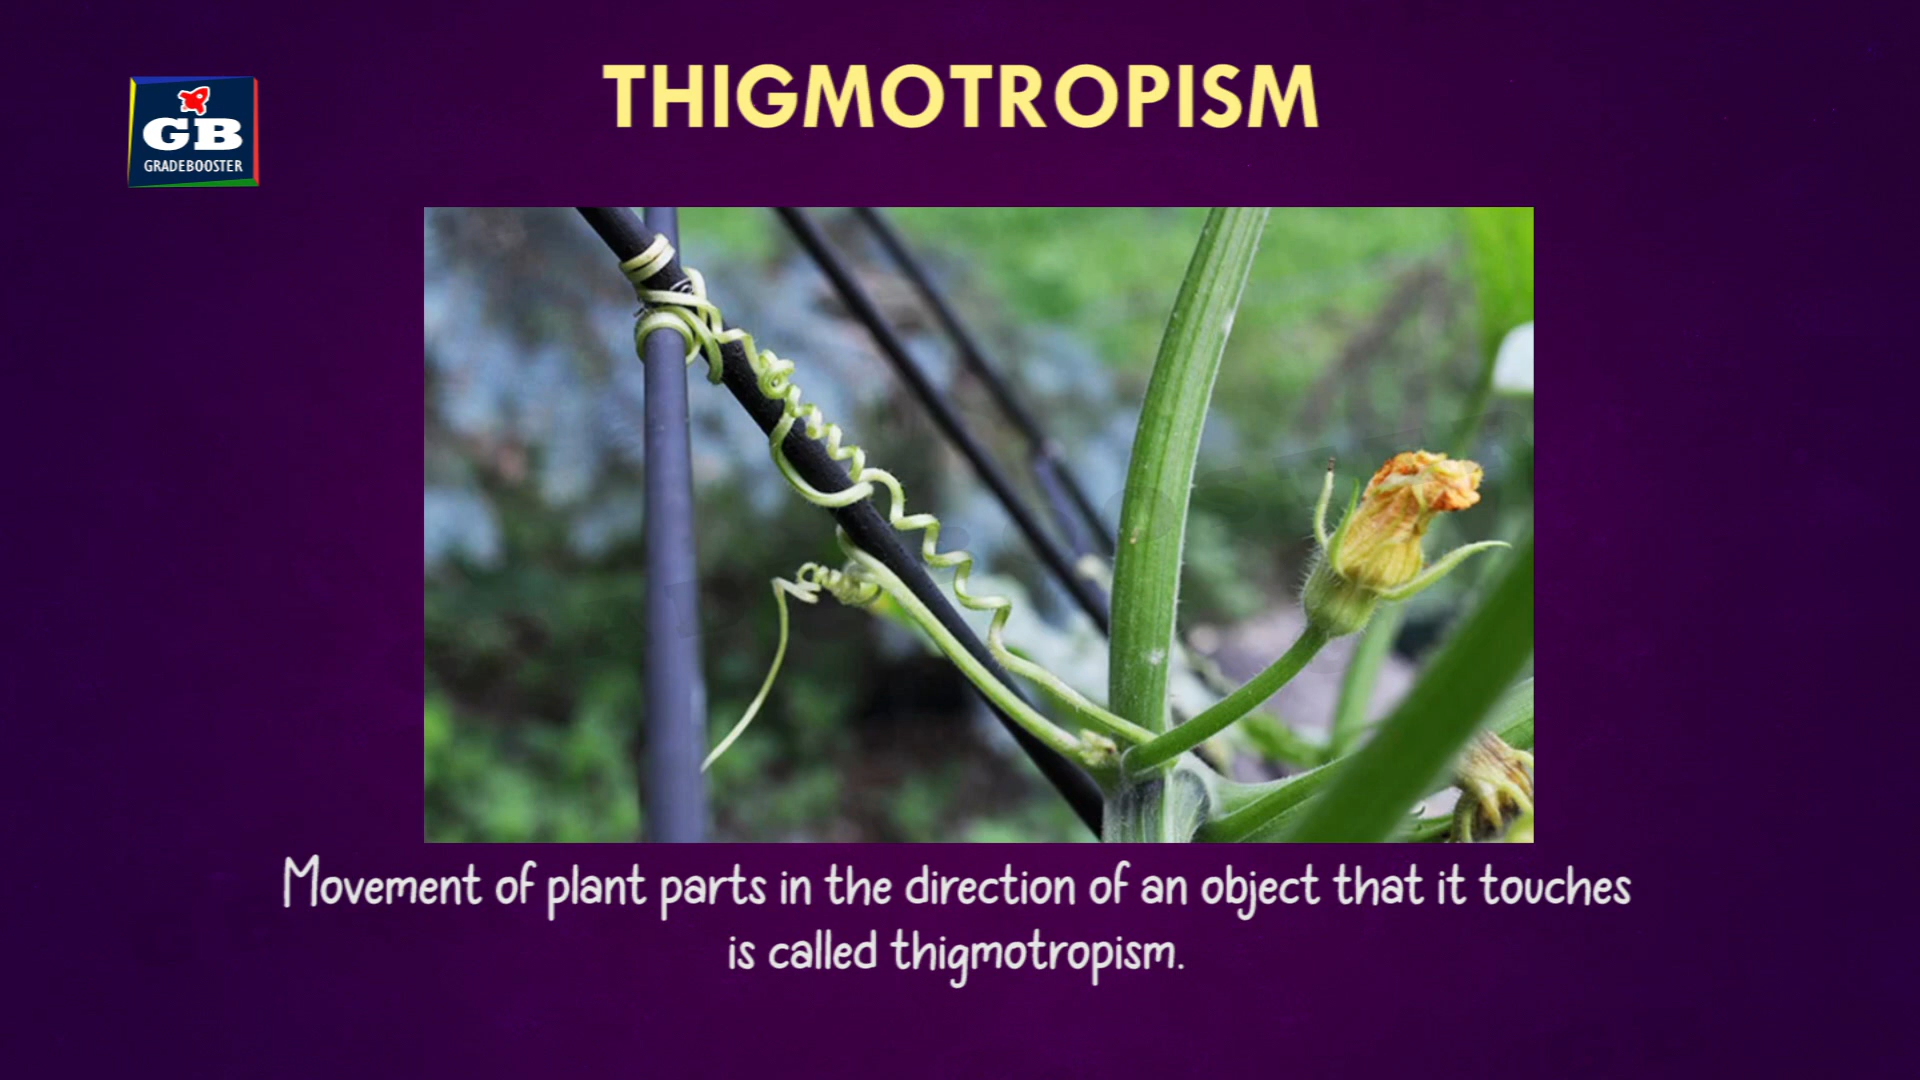 THIGMOTROPISM
GB
GRADEBOOSTER
Movement of plant parts in the direction of an object that it touches
is called thigmotropism.